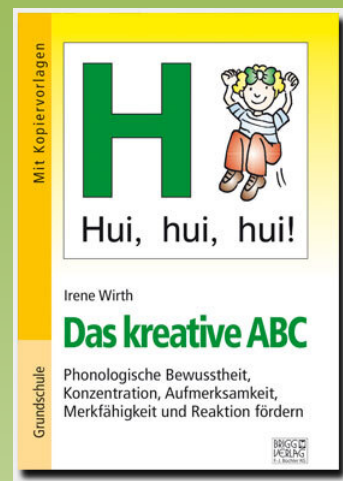 Mit Kopiervorlagen
H
Hui, hui, hui!
Irene Wirth
Das kreative ABC
Grundschule
Phonologische Bewusstheit,
Konzentration, Aufmerksamkeit,
Merkfähigkeit und Reaktion fördern
BRIGG
VERLAG